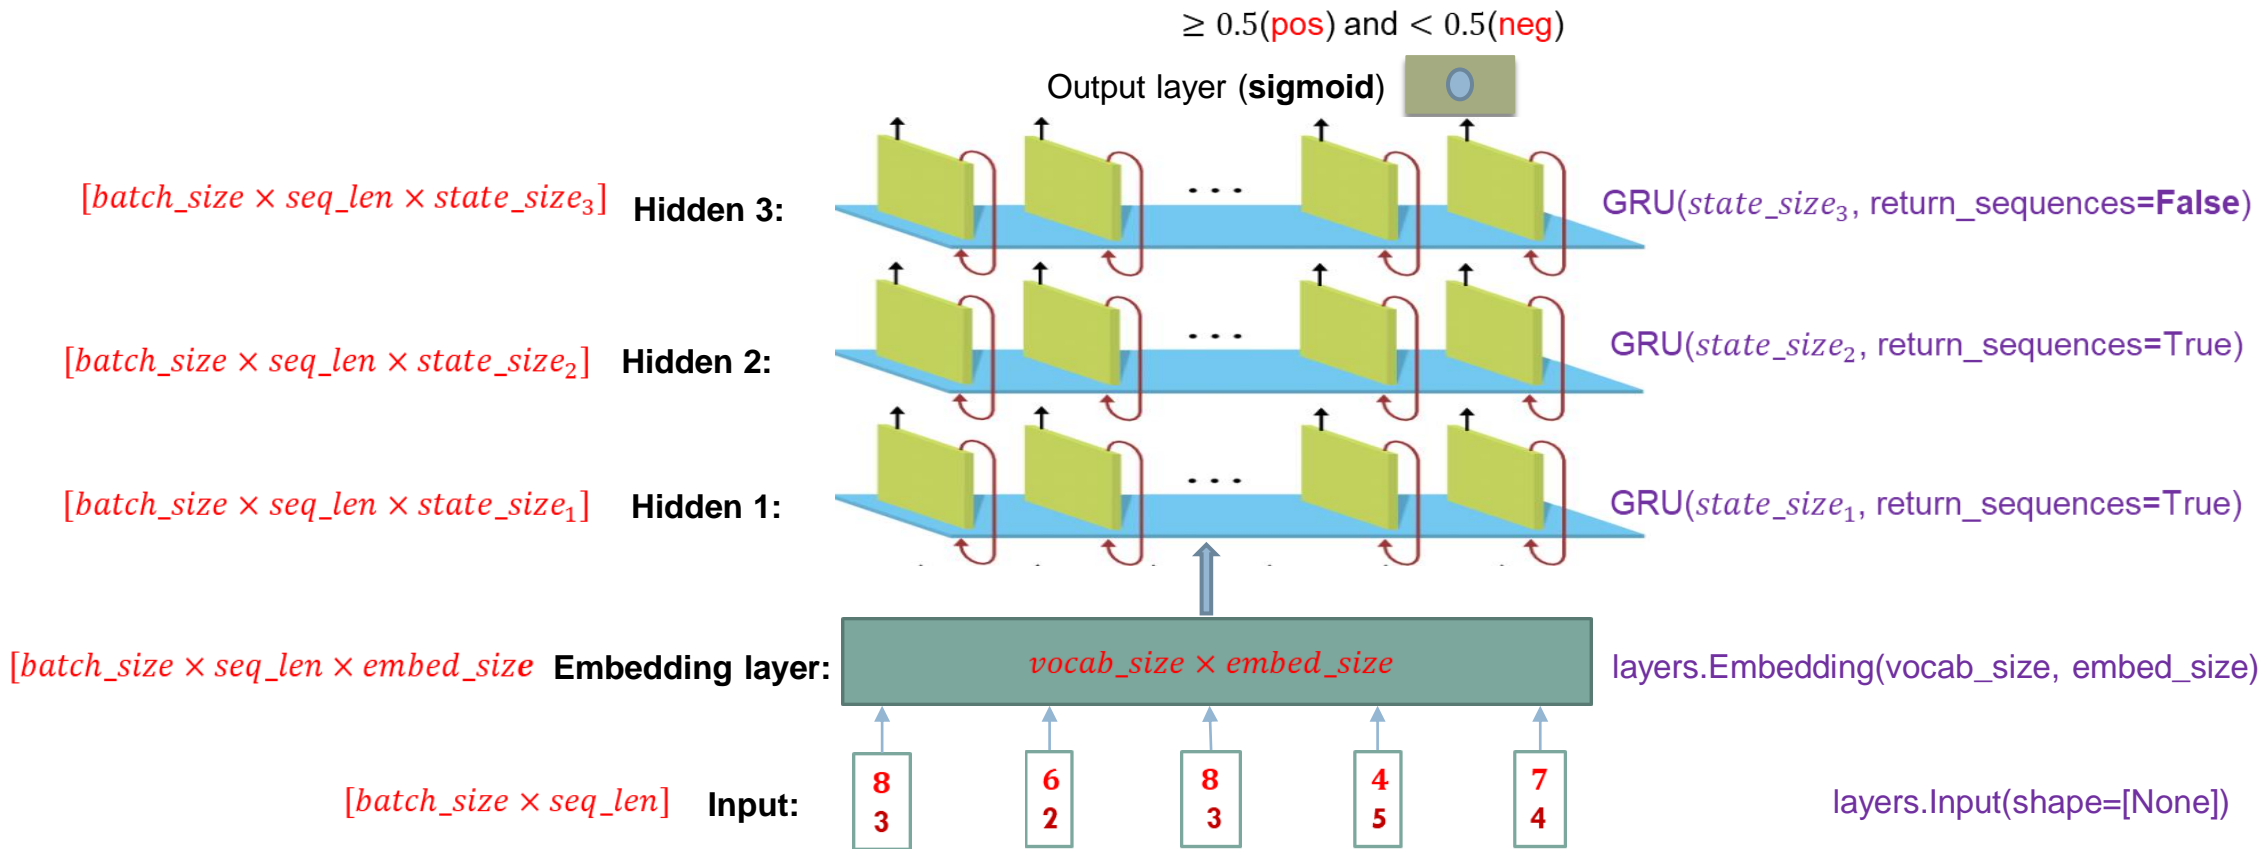 ≥ 0.5(pos) and < 0.5(neg)
Output layer (sigmoid)
[batch_size × seq_len × state_size₃] Hidden 3: . . . GRU(state_size₃, return_sequences=False)
[batch_size × seq_len × state_size₂] Hidden 2: . . . GRU(state_size₂, return_sequences=True)
[batch_size × seq_len × state_size₁] Hidden 1: . . . GRU(state_size₁, return_sequences=True)
[batch_size × seq_len × embed_size Embedding layer: vocab_size × embed_size layers.Embedding(vocab_size, embed_size)
8 6 8 4 7
[batch_size × seq_len] Input: layers.Input(shape=[None])
3 2 3 5 4